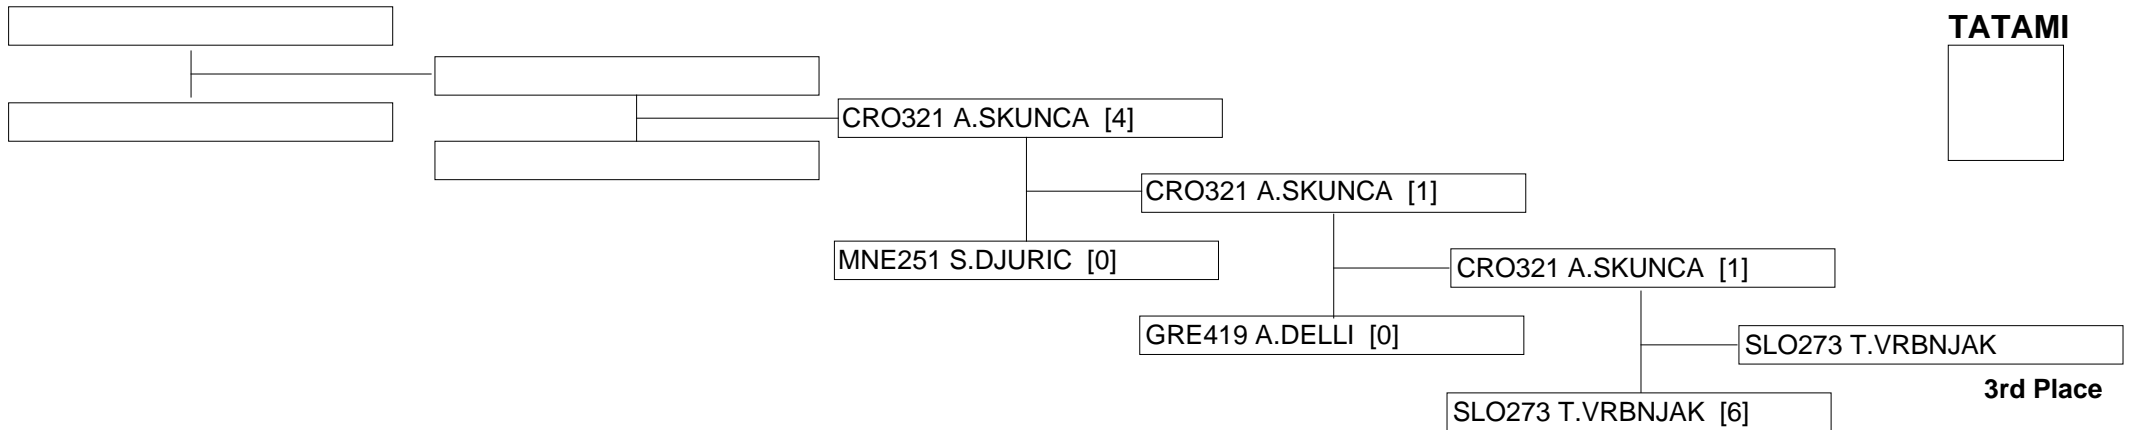 TATAMI
CRO321 A.SKUNCA [4]
CRO321 A.SKUNCA [1]
MNE251 S.DJURIC [0]
CRO321 A.SKUNCA [1]
GRE419 A.DELLI [0]
SLO273 T.VRBNJAK
3rd Place
SLO273 T.VRBNJAK [6]